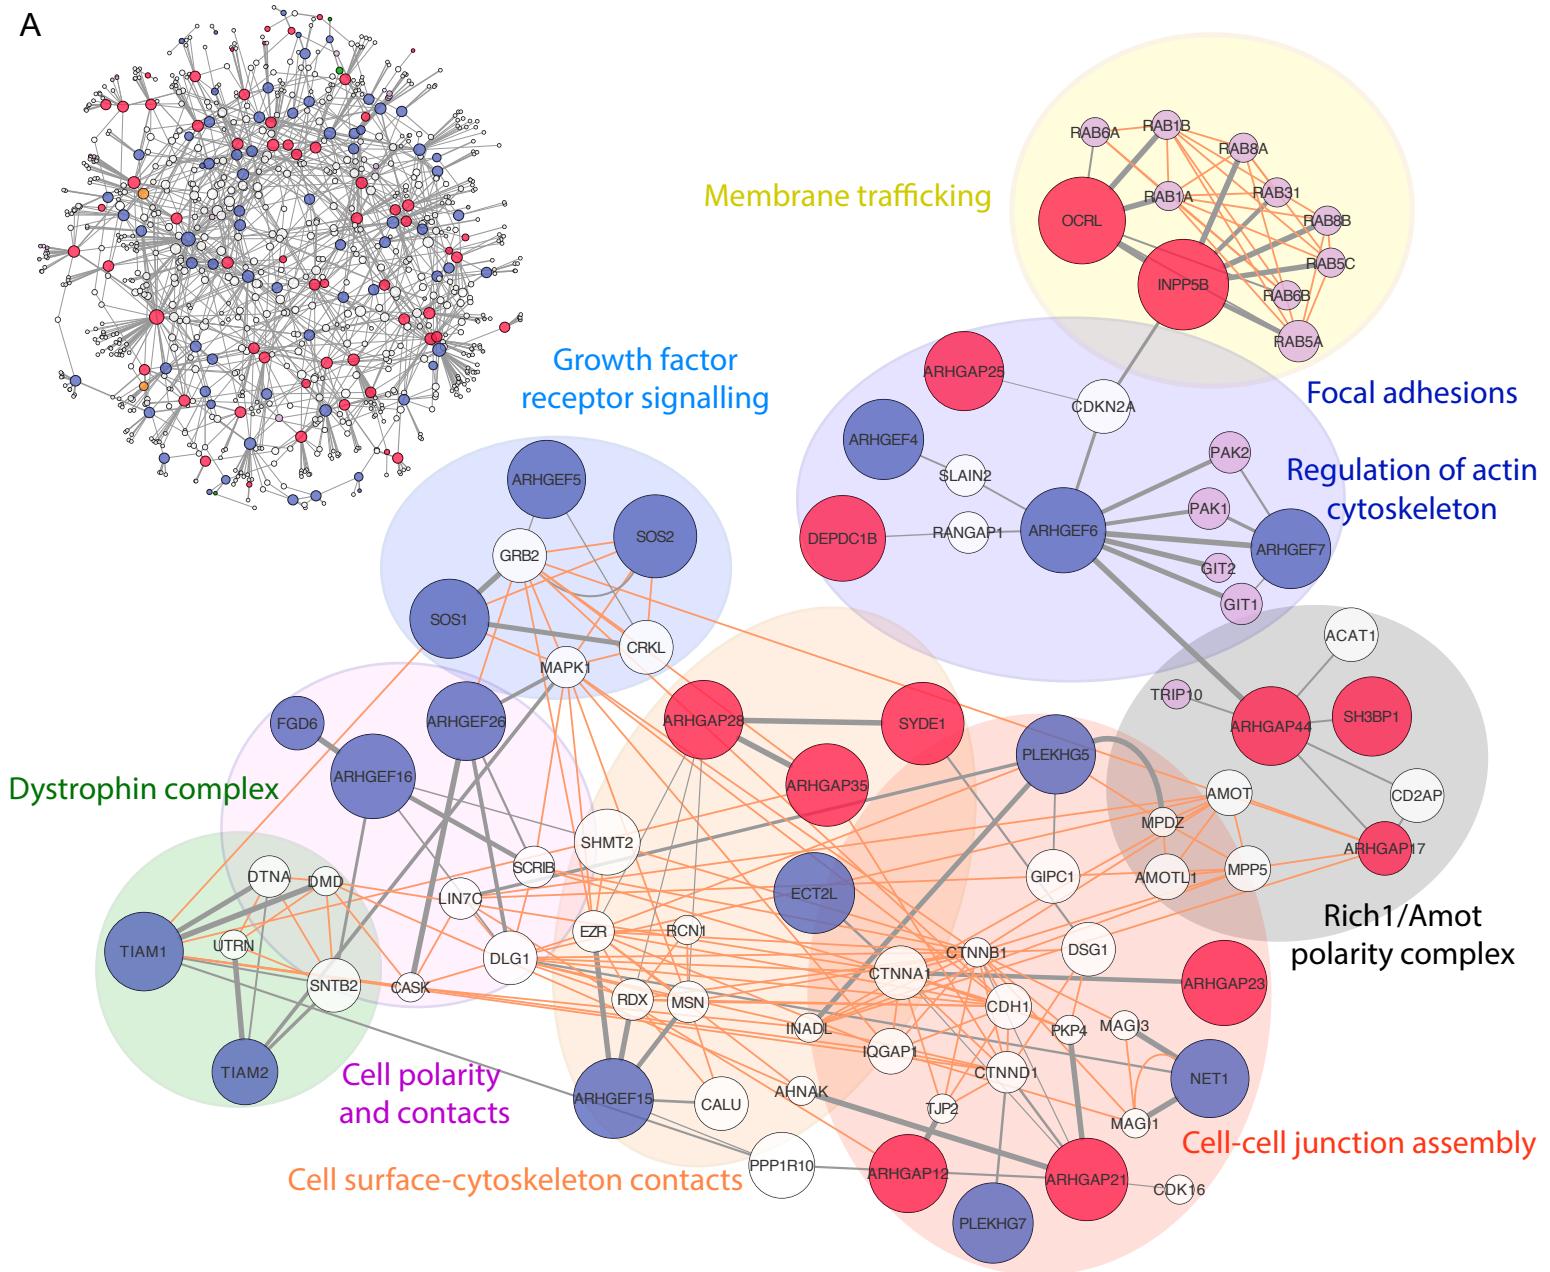 A
RAB6A
RAB1B
RAB8A
Membrane trafficking
RAB1A
RAB31
OCRL
RAB8B
RAB5C
INPP5B
RAB6B
RAB5A
Growth factor
receptor signalling
ARHGAP25
CDKN2A
Focal adhesions
ARHGEF4
PAK2
SLAIN2
Regulation of actin
cytoskeleton
ARHGEF5
PAK1
DEPDC1B
RANGAP1
ARHGEF6
ARHGEF7
SOS2
GRB2
GIT2
GIT1
SOS1
CRKL
ACAT1
MAPK1
TRIP10
FGD6
ARHGEF26
ARHGAP28
SYDE1
ARHGAP44
SH3BP1
PLEKHG5
ARHGEF16
Dystrophin complex
ARHGAP35
AMOT
CD2AP
MPDZ
SHMT2
ARHGAP17
SCRIB
DTNA
DMD
LIN7C
ECT2L
GIPC1
AMOTL1
MPP5
Rich1/Amot
polarity complex
TIAM1
UTRN
EZR
RCN1
DLG1
CTNNB1
DSG1
SNTB2
CASK
CTNNA1
ARHGAP23
RDX
MSN
CDH1
INADL
PKP4
MAGI3
IQGAP1
TIAM2
Cell polarity
and contacts
CTNND1
NET1
ARHGEF15
CALU
AHNAK
TJP2
MAGI1
Cell-cell junction assembly
Cell surface-cytoskeleton contacts
PPP1R10
ARHGAP12
ARHGAP21
CDK16
PLEKHG7